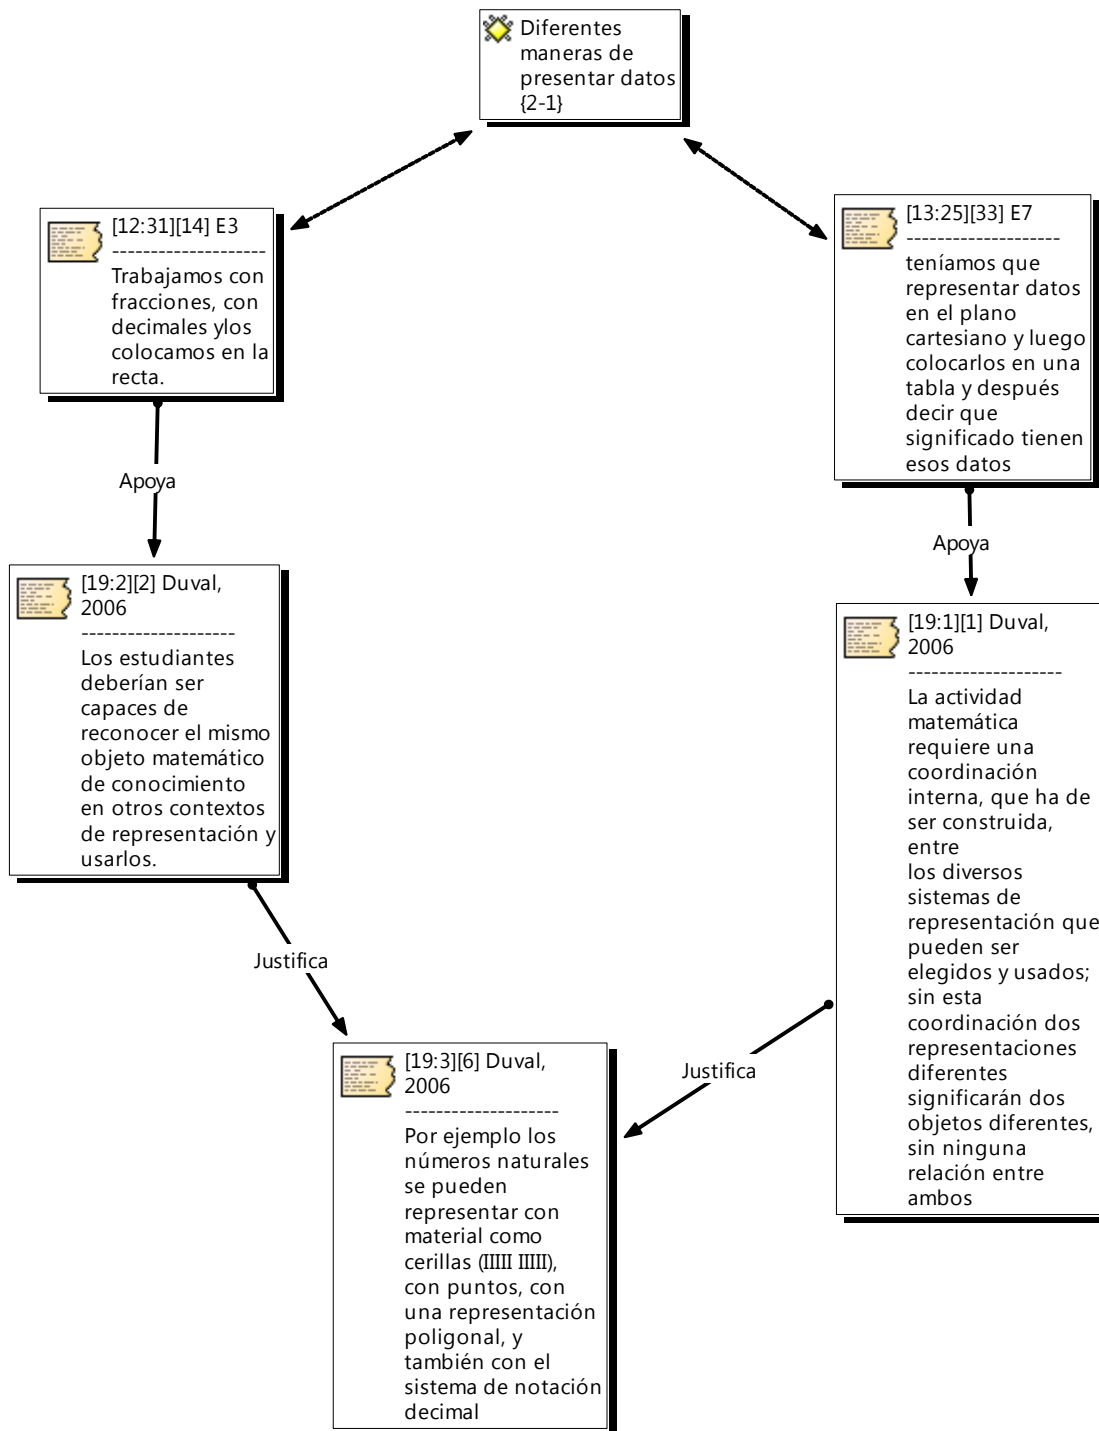 Diferentes
maneras de
presentar datos
{2-1}
[12:31][14] E3
--------------------
Trabajamos con
fracciones, con
decimales ylos
colocamos en la
recta.
[13:25][33] E7
--------------------
teníamos que
representar datos
en el plano
cartesiano y luego
colocarlos en una
tabla y después
decir que
significado tienen
esos datos
Apoya
Apoya
[19:2][2] Duval,
2006
--------------------
Los estudiantes
deberían ser
capaces de
reconocer el mismo
objeto matemático
de conocimiento
en otros contextos
de representación y
usarlos.
[19:1][1] Duval,
2006
--------------------
La actividad
matemática
requiere una
coordinación
interna, que ha de
ser construida,
entre
los diversos
sistemas de
representación que
pueden ser
elegidos y usados;
sin esta
coordinación dos
representaciones
diferentes
significarán dos
objetos diferentes,
sin ninguna
relación entre
ambos
Justifica
Justifica
[19:3][6] Duval,
2006
--------------------
Por ejemplo los
números naturales
se pueden
representar con
material como
cerillas (IIIII IIIII),
con puntos, con
una representación
poligonal, y
también con el
sistema de notación
decimal